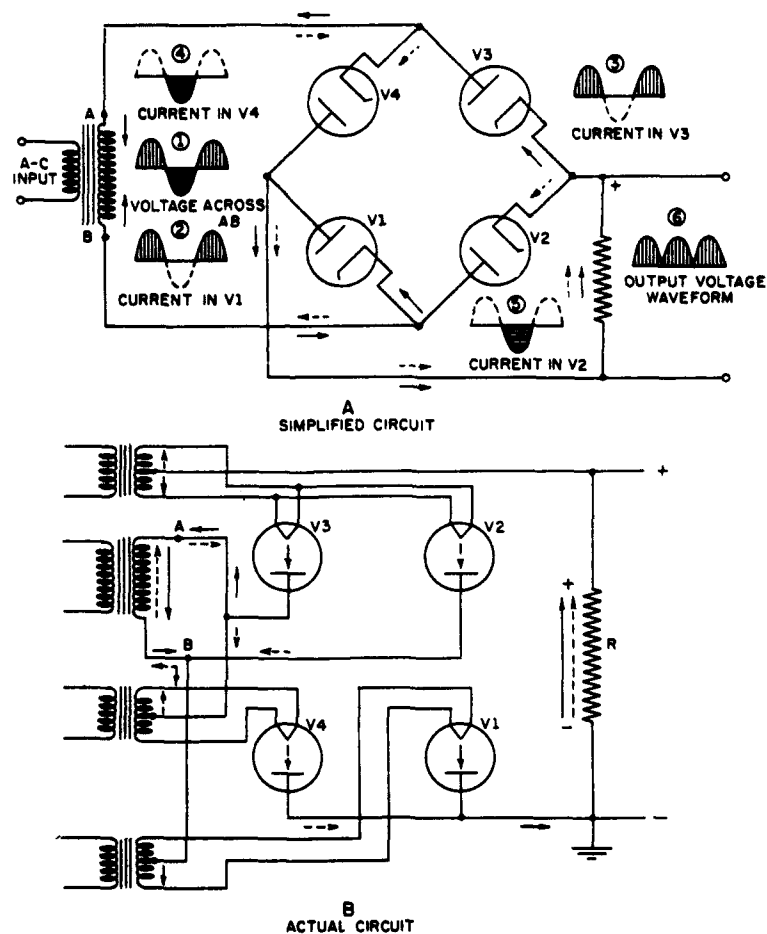 ④
CURRENT IN V4
V4
V3
③
CURRENT IN V3
A
A-C
INPUT
①
VOLTAGE ACROSS
AB
B
②
CURRENT IN V1
V1
V2
+
⑥
OUTPUT VOLTAGE
WAVEFORM
⑤
CURRENT IN V2
A
SIMPLIFIED CIRCUIT
+
V3
V2
A
B
+
R
-
V4
V1
-
B
ACTUAL CIRCUIT